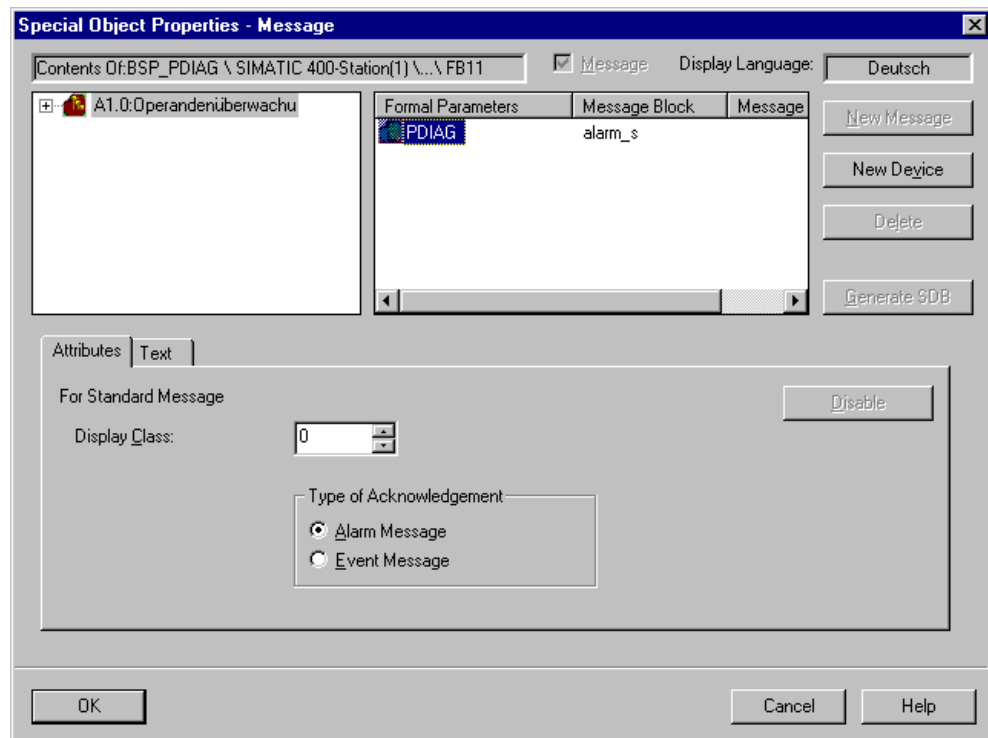 Special Object Properties - Message
Contents Of:BSP_PDIAG \ SIMATIC 400-Station(1) \...\ FB11
Message
Display Language:
Deutsch
A1.0:Operandenüberwachu
Formal Parameters Message Block Message
PDIAG alarm_s
New Message
New Device
Delete
Generate SDB
Attributes Text
For Standard Message
Disable
Display Class: 0
Type of Acknowledgement
Alarm Message
Event Message
OK Cancel Help